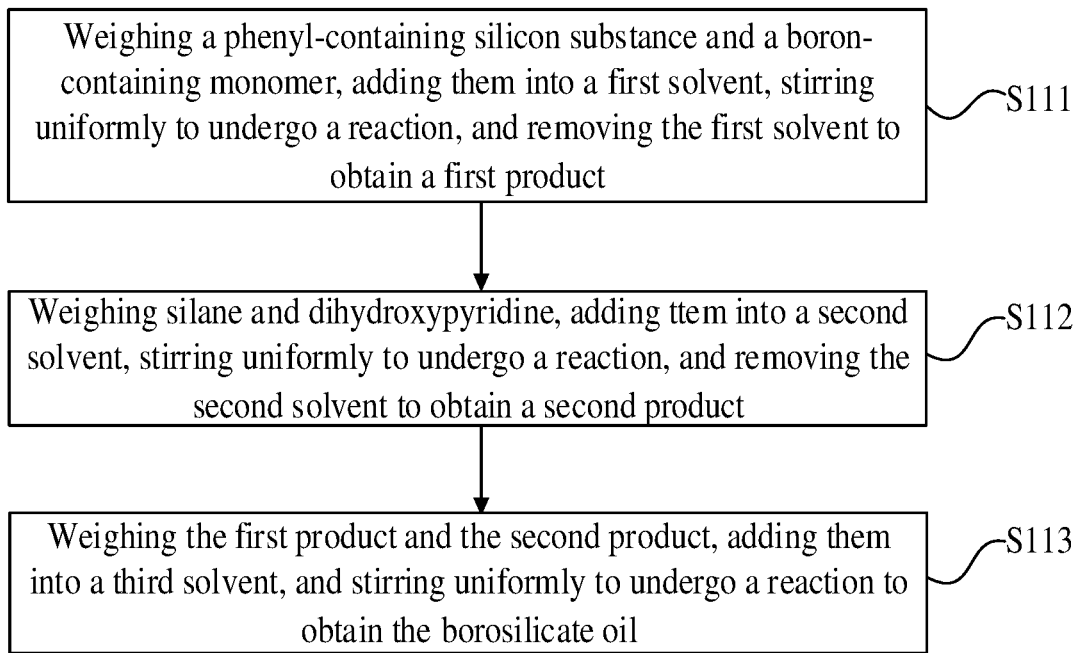 Weighing a phenyl-containing silicon substance and a boron-
containing monomer, adding them into a first solvent, stirring
uniformly to undergo a reaction, and removing the first solvent to
obtain a first product
S111
Weighing silane and dihydroxypyridine, adding ttem into a second
solvent, stirring uniformly to undergo a reaction, and removing the
second solvent to obtain a second product
S112
Weighing the first product and the second product, adding them
into a third solvent, and stirring uniformly to undergo a reaction to
obtain the borosilicate oil
S113